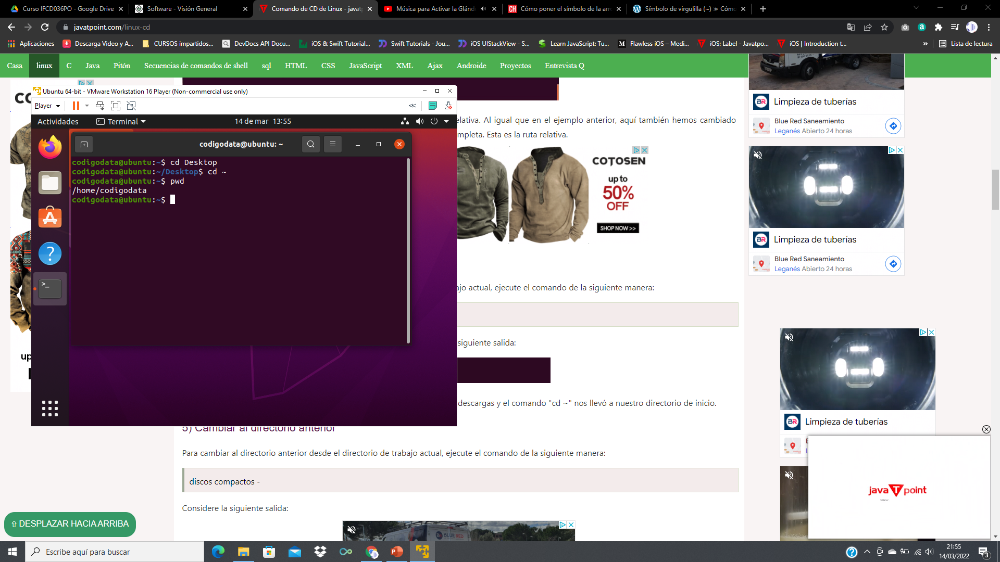 Curso IFCD036PO - Google Drive
Software - Visión General
Comando de CD de Linux - javatp
Música para Activar la Glánd
Cómo poner el símbolo de la arro
Símbolo de virgulilla (~) ≫ Cómo
javatpoint.com/linux-cd
Aplicaciones
Descarga Video y A...
CURSOS impartidos...
DevDocs API Docu...
iOS & Swift Tutorial...
Swift Tutorials - Jou...
iOS UIStackView - S...
Learn JavaScript: Tu...
Flawless iOS – Medi...
iOS: Label - Javatpo...
iOS | Introduction t...
»
Lista de lectura
Casa
linux
C
Java
Pitón
Secuencias de comandos de shell
sql
HTML
CSS
JavaScript
XML
Ajax
Androide
Proyectos
Entrevista Q
Ubuntu 64-bit - VMware Workstation 16 Player (Non-commercial use only)
Player
Actividades
Terminal
14 de mar 13:55
codigodata@ubuntu: ~
codigodata@ubuntu:~$ cd Desktop
codigodata@ubuntu:~/Desktop$ cd ~
codigodata@ubuntu:~$ pwd
/home/codigodata
codigodata@ubuntu:~$
elativa. Al igual que en el ejemplo anterior, aquí también hemos cambiado
mpleta. Esta es la ruta relativa.
COTOSEN
up to
50%
OFF
SHOP NOW >>
CO
up
jo actual, ejecute el comando de la siguiente manera:
siguiente salida:
descargas y el comando "cd ~" nos llevó a nuestro directorio de inicio.
5) Cambiar al directorio anterior
Para cambiar al directorio anterior desde el directorio de trabajo actual, ejecute el comando de la siguiente manera:
discos compactos -
Considere la siguiente salida:
BLUE RED
⇧ DESPLAZAR HACIA ARRIBA
BR
Limpieza de tuberías
Blue Red Saneamiento
Leganés Abierto 24 horas
BR
Limpieza de tuberías
Blue Red Saneamiento
Leganés Abierto 24 horas
BR
Limpieza de tuberías
java T point
www.
Escribe aquí para buscar
21:55
14/03/2022
3